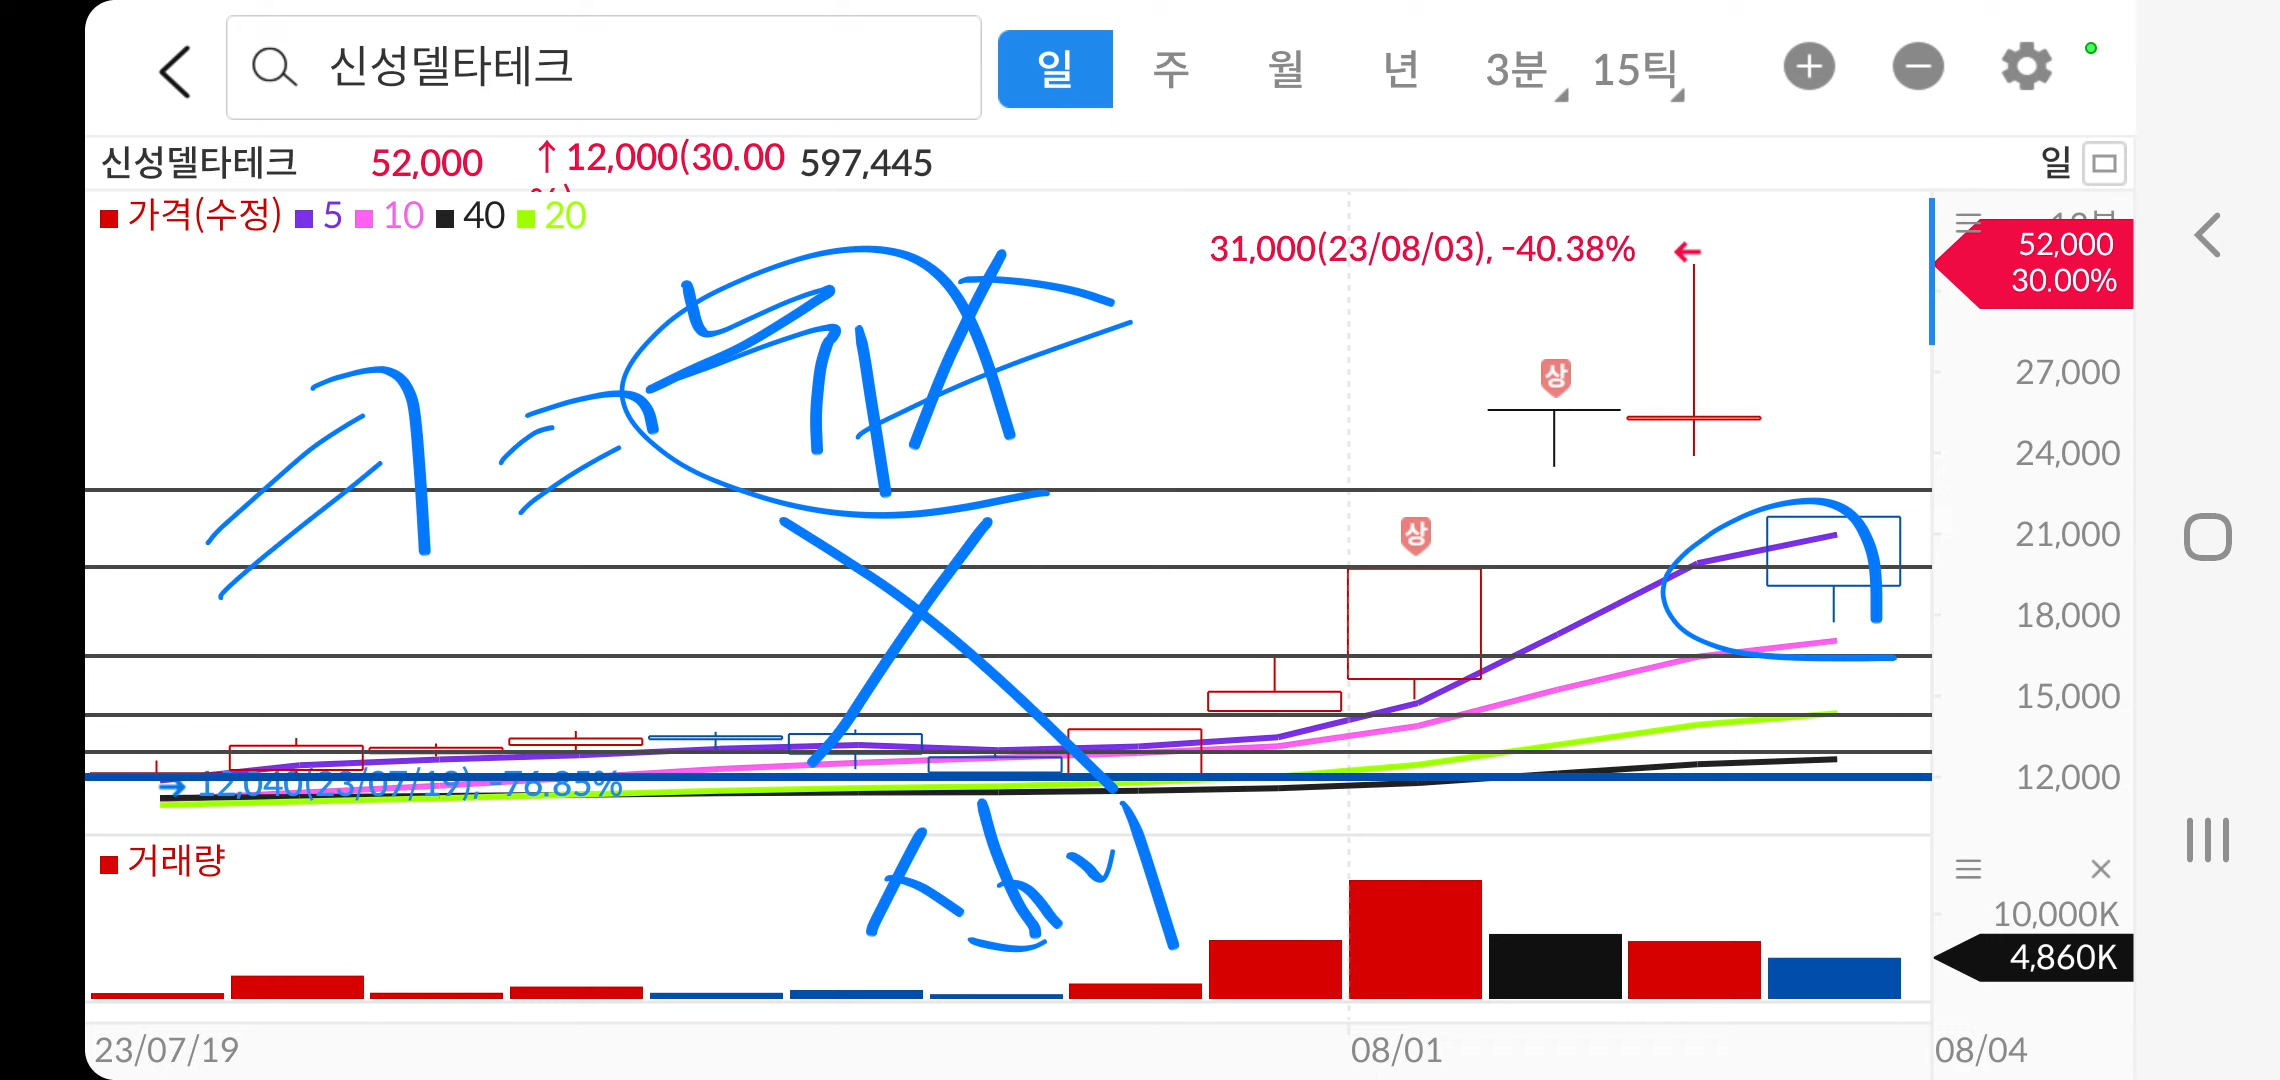 신성델타테크 일 주 월 년 3분 15틱
신성델타테크 52,000 ↑12,000(30.00 597,445 일
가격(수정) 5 10 40 20
31,000(23/08/03), -40.38% ←
52,000
30.00%
27,000
상
24,000
상
21,000
18,000
15,000
→ 12,040(23/07/19), -76.85%
12,000
거래량
10,000K
4,860K
23/07/19 08/01 08/04